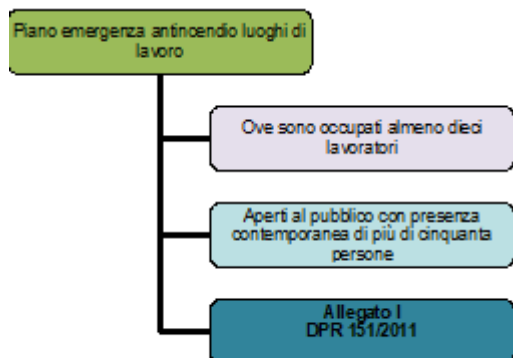 Piano emergenza antincendio luoghi di
lavoro
Ove sono occupati almeno dieci
lavoratori
Aperti al pubblico con presenza
contemporanea di più di cinquanta
persone
Allegato I
DPR 151/2011